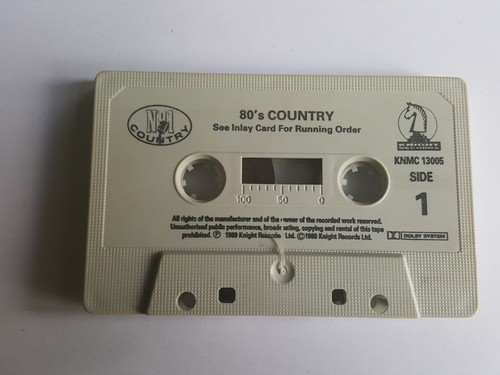 No1
COUNTRY
80's COUNTRY
See Inlay Card For Running Order
KNIGHT
RECORDS
KNMC 13005
SIDE
1
100 50 0
All rights of the manufacturer and of the owner of the recorded work reserved.
Unauthorised public performance, broadcasting, copying and rental of this tape
prohibited. ℗ 1989 Knight Records Ltd. © 1989 Knight Records Ltd.
DOLBY SYSTEM